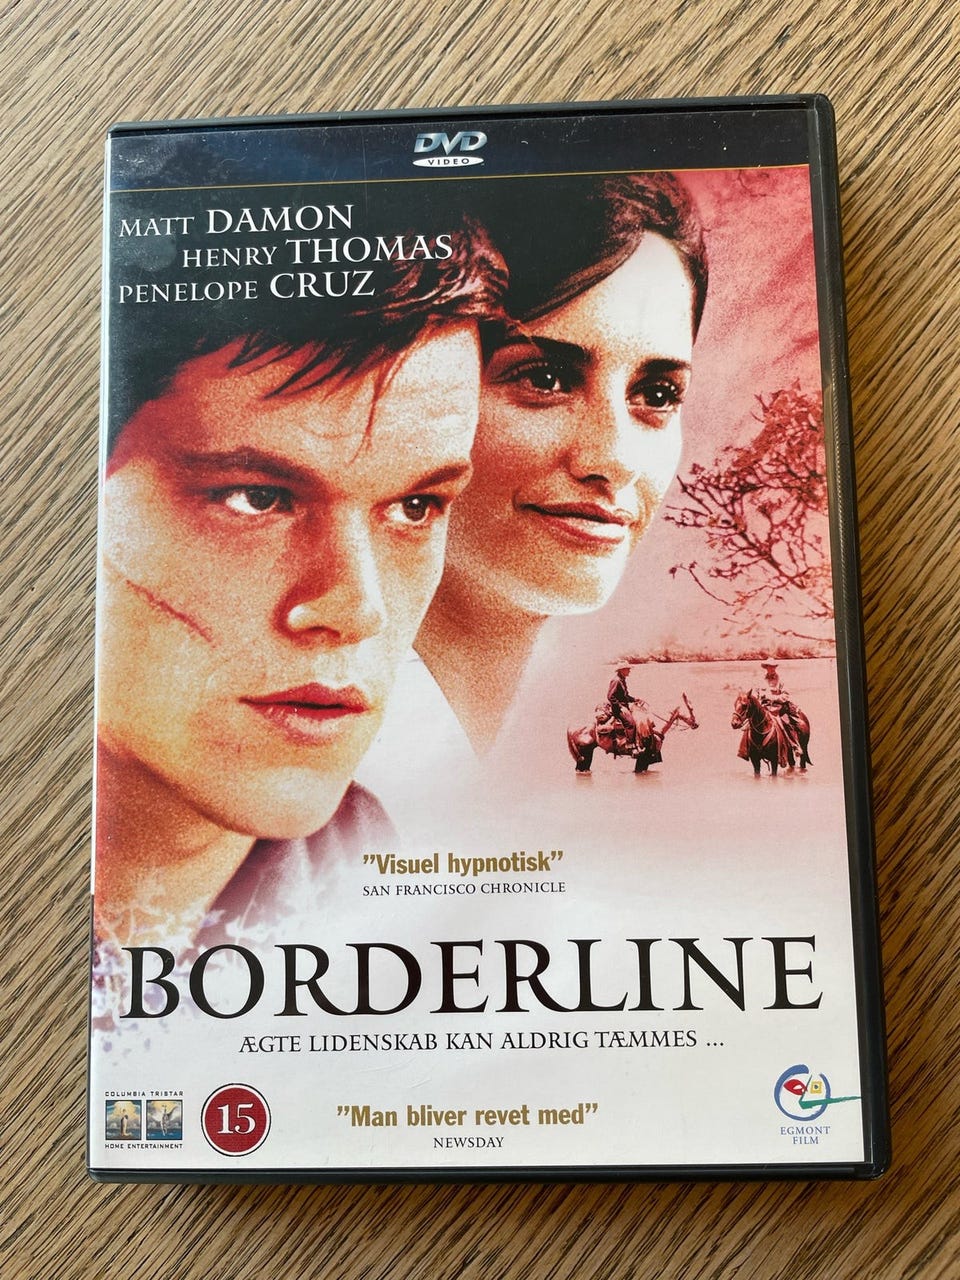 DVD
VIDEO
MATT DAMON
HENRY THOMAS
PENELOPE CRUZ
”Visuel hypnotisk”
SAN FRANCISCO CHRONICLE
BORDERLINE
ÆGTE LIDENSKAB KAN ALDRIG TÆMMES ...
COLUMBIA TRISTAR
HOME ENTERTAINMENT
15
”Man bliver revet med”
NEWSDAY
EGMONT
FILM